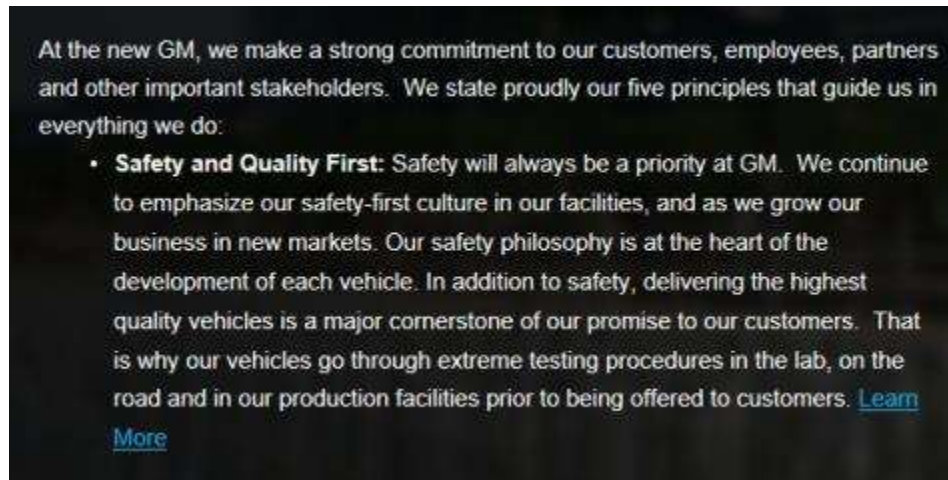 At the new GM, we make a strong commitment to our customers, employees, partners
and other important stakeholders.  We state proudly our five principles that guide us in
everything we do:
• Safety and Quality First: Safety will always be a priority at GM.  We continue
to emphasize our safety-first culture in our facilities, and as we grow our
business in new markets. Our safety philosophy is at the heart of the
development of each vehicle. In addition to safety, delivering the highest
quality vehicles is a major cornerstone of our promise to our customers.  That
is why our vehicles go through extreme testing procedures in the lab, on the
road and in our production facilities prior to being offered to customers. Learn
More